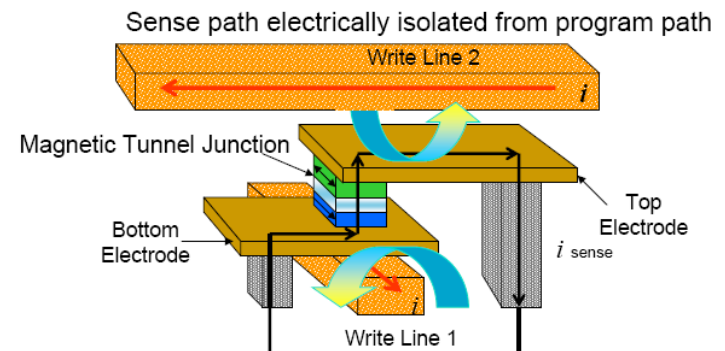 Sense path electrically isolated from program path
Write Line 2
i
Magnetic Tunnel Junction
Top
Electrode
Bottom
Electrode
i sense
i
Write Line 1